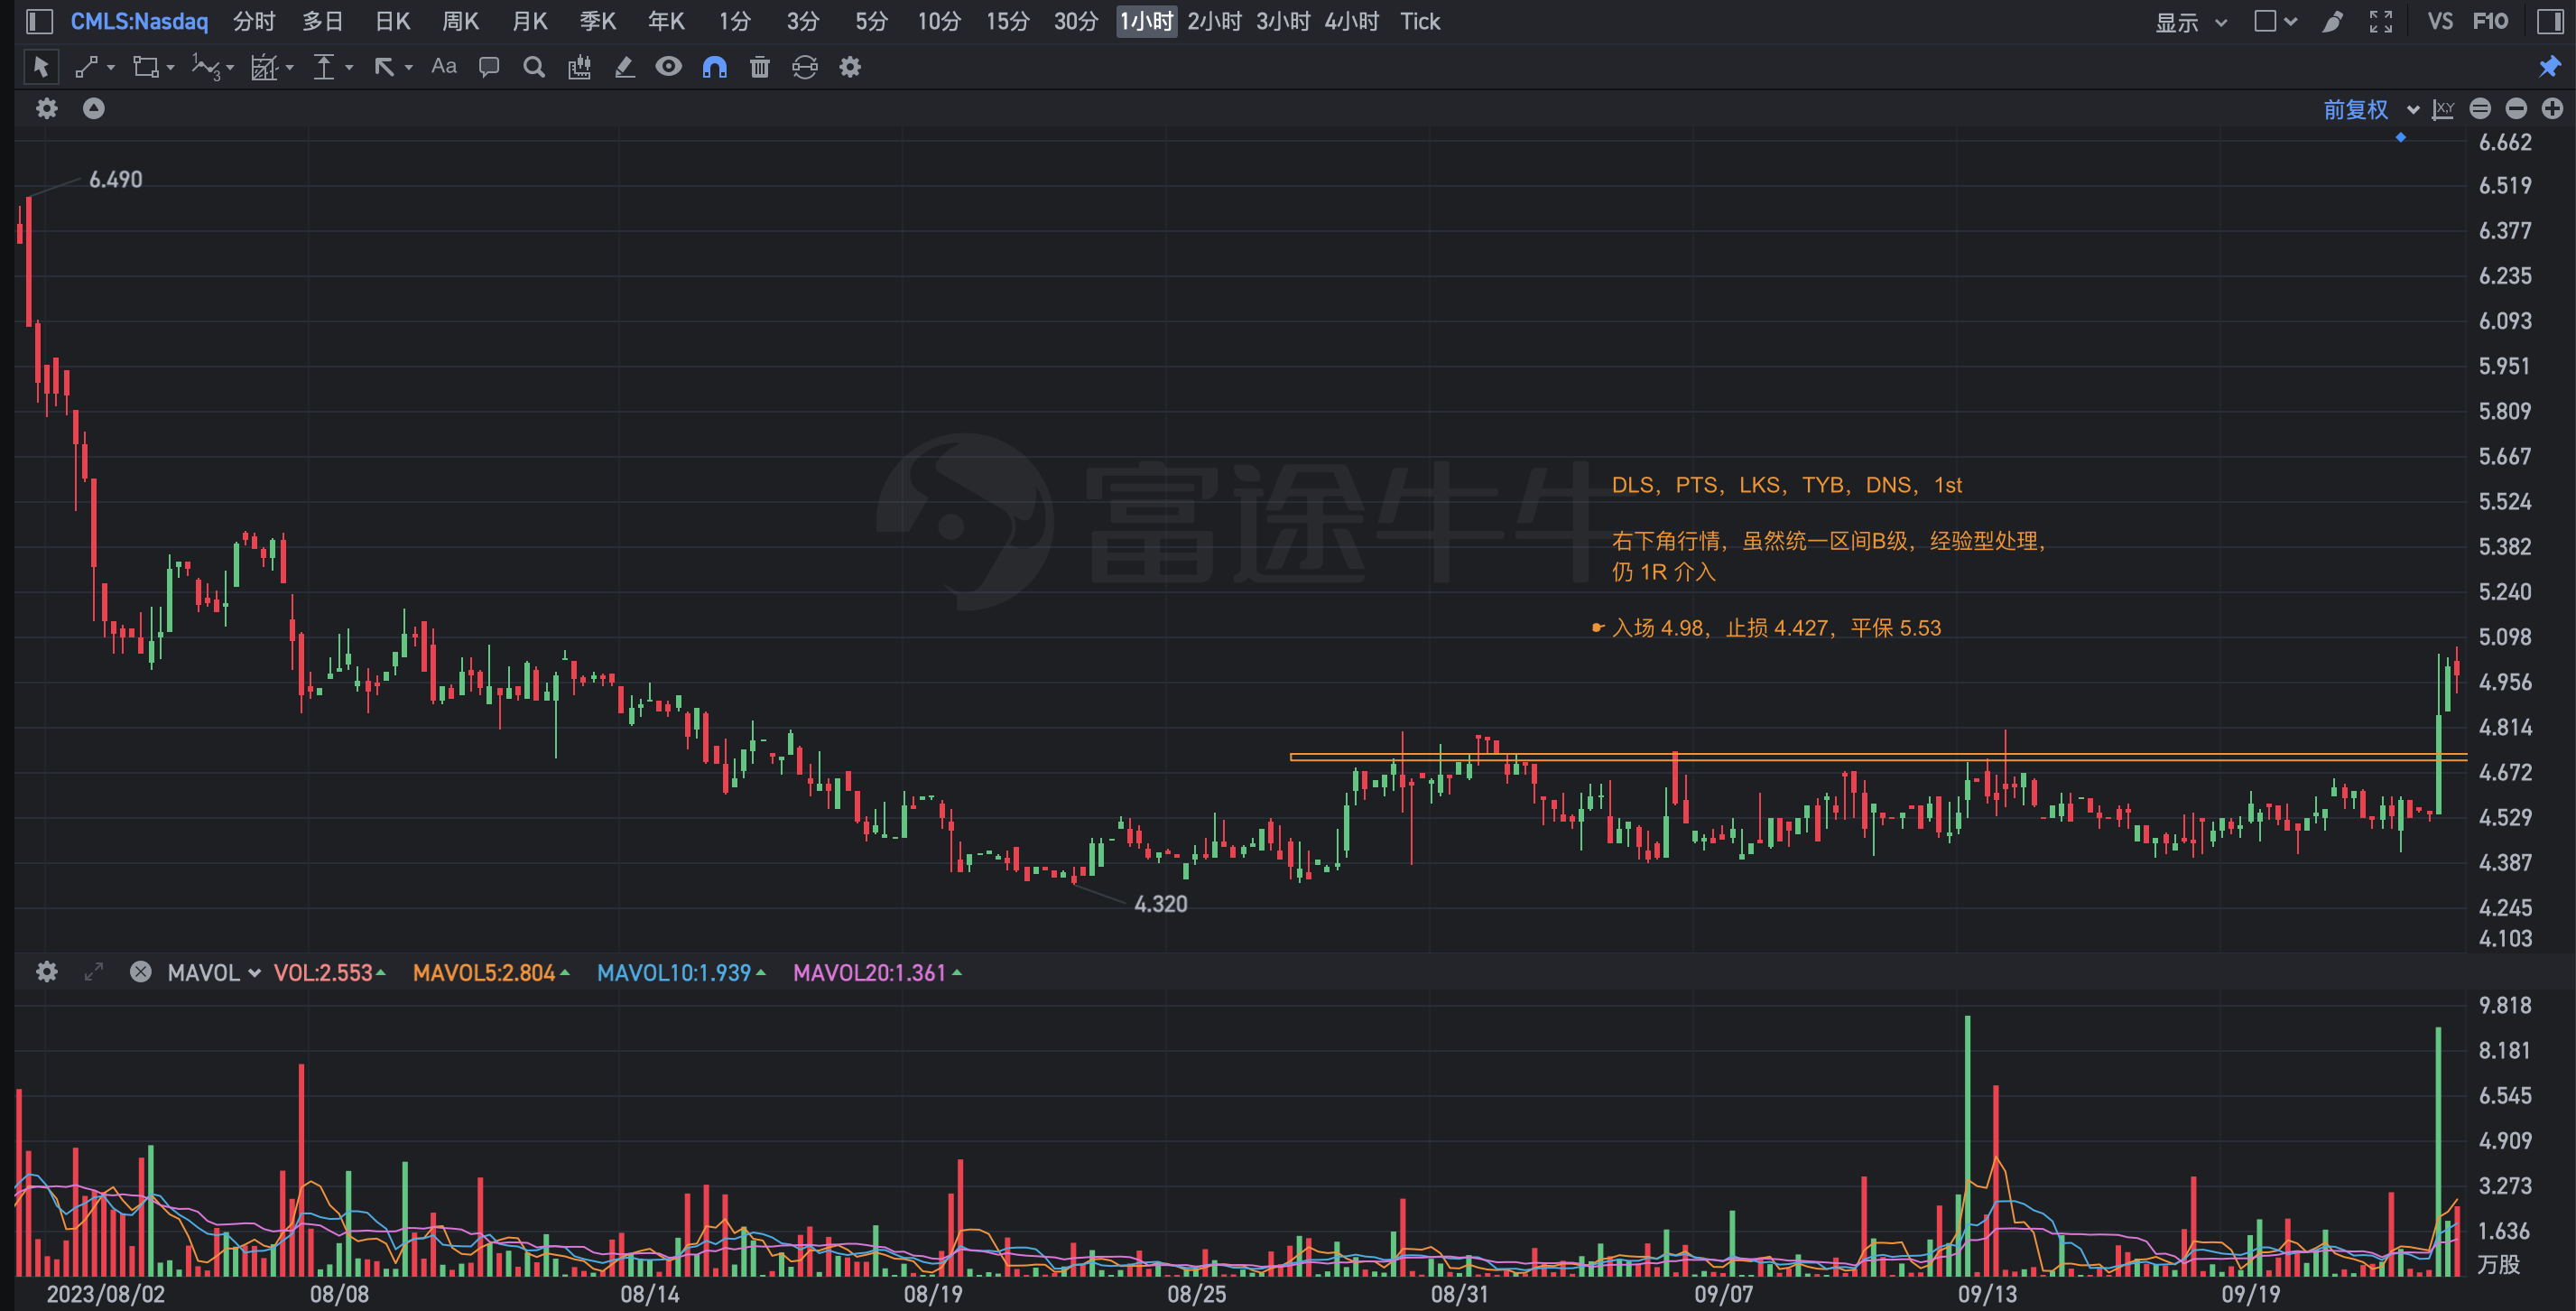 CMLS:Nasdaq 分时 多日 日K 周K 月K 季K 年K 1分 3分 5分 10分 15分 30分 1小时 2小时 3小时 4小时 Tick 显示 VS F10
Aa
前复权 X,Y
6.662
6.490
6.519
6.377
6.235
6.093
5.951
5.809
5.667
富途牛牛
DLS，PTS，LKS，TYB，DNS，1st
5.524
右下角行情，虽然统一区间B级，经验型处理，
5.382
仍 1R 介入
5.240
入场 4.98，止损 4.427，平保 5.53
5.098
4.956
4.814
4.672
4.529
4.387
4.320
4.245
4.103
MAVOL VOL:2.553 MAVOL5:2.804 MAVOL10:1.939 MAVOL20:1.361
9.818
8.181
6.545
4.909
3.273
1.636
万股
2023/08/02 08/08 08/14 08/19 08/25 08/31 09/07 09/13 09/19